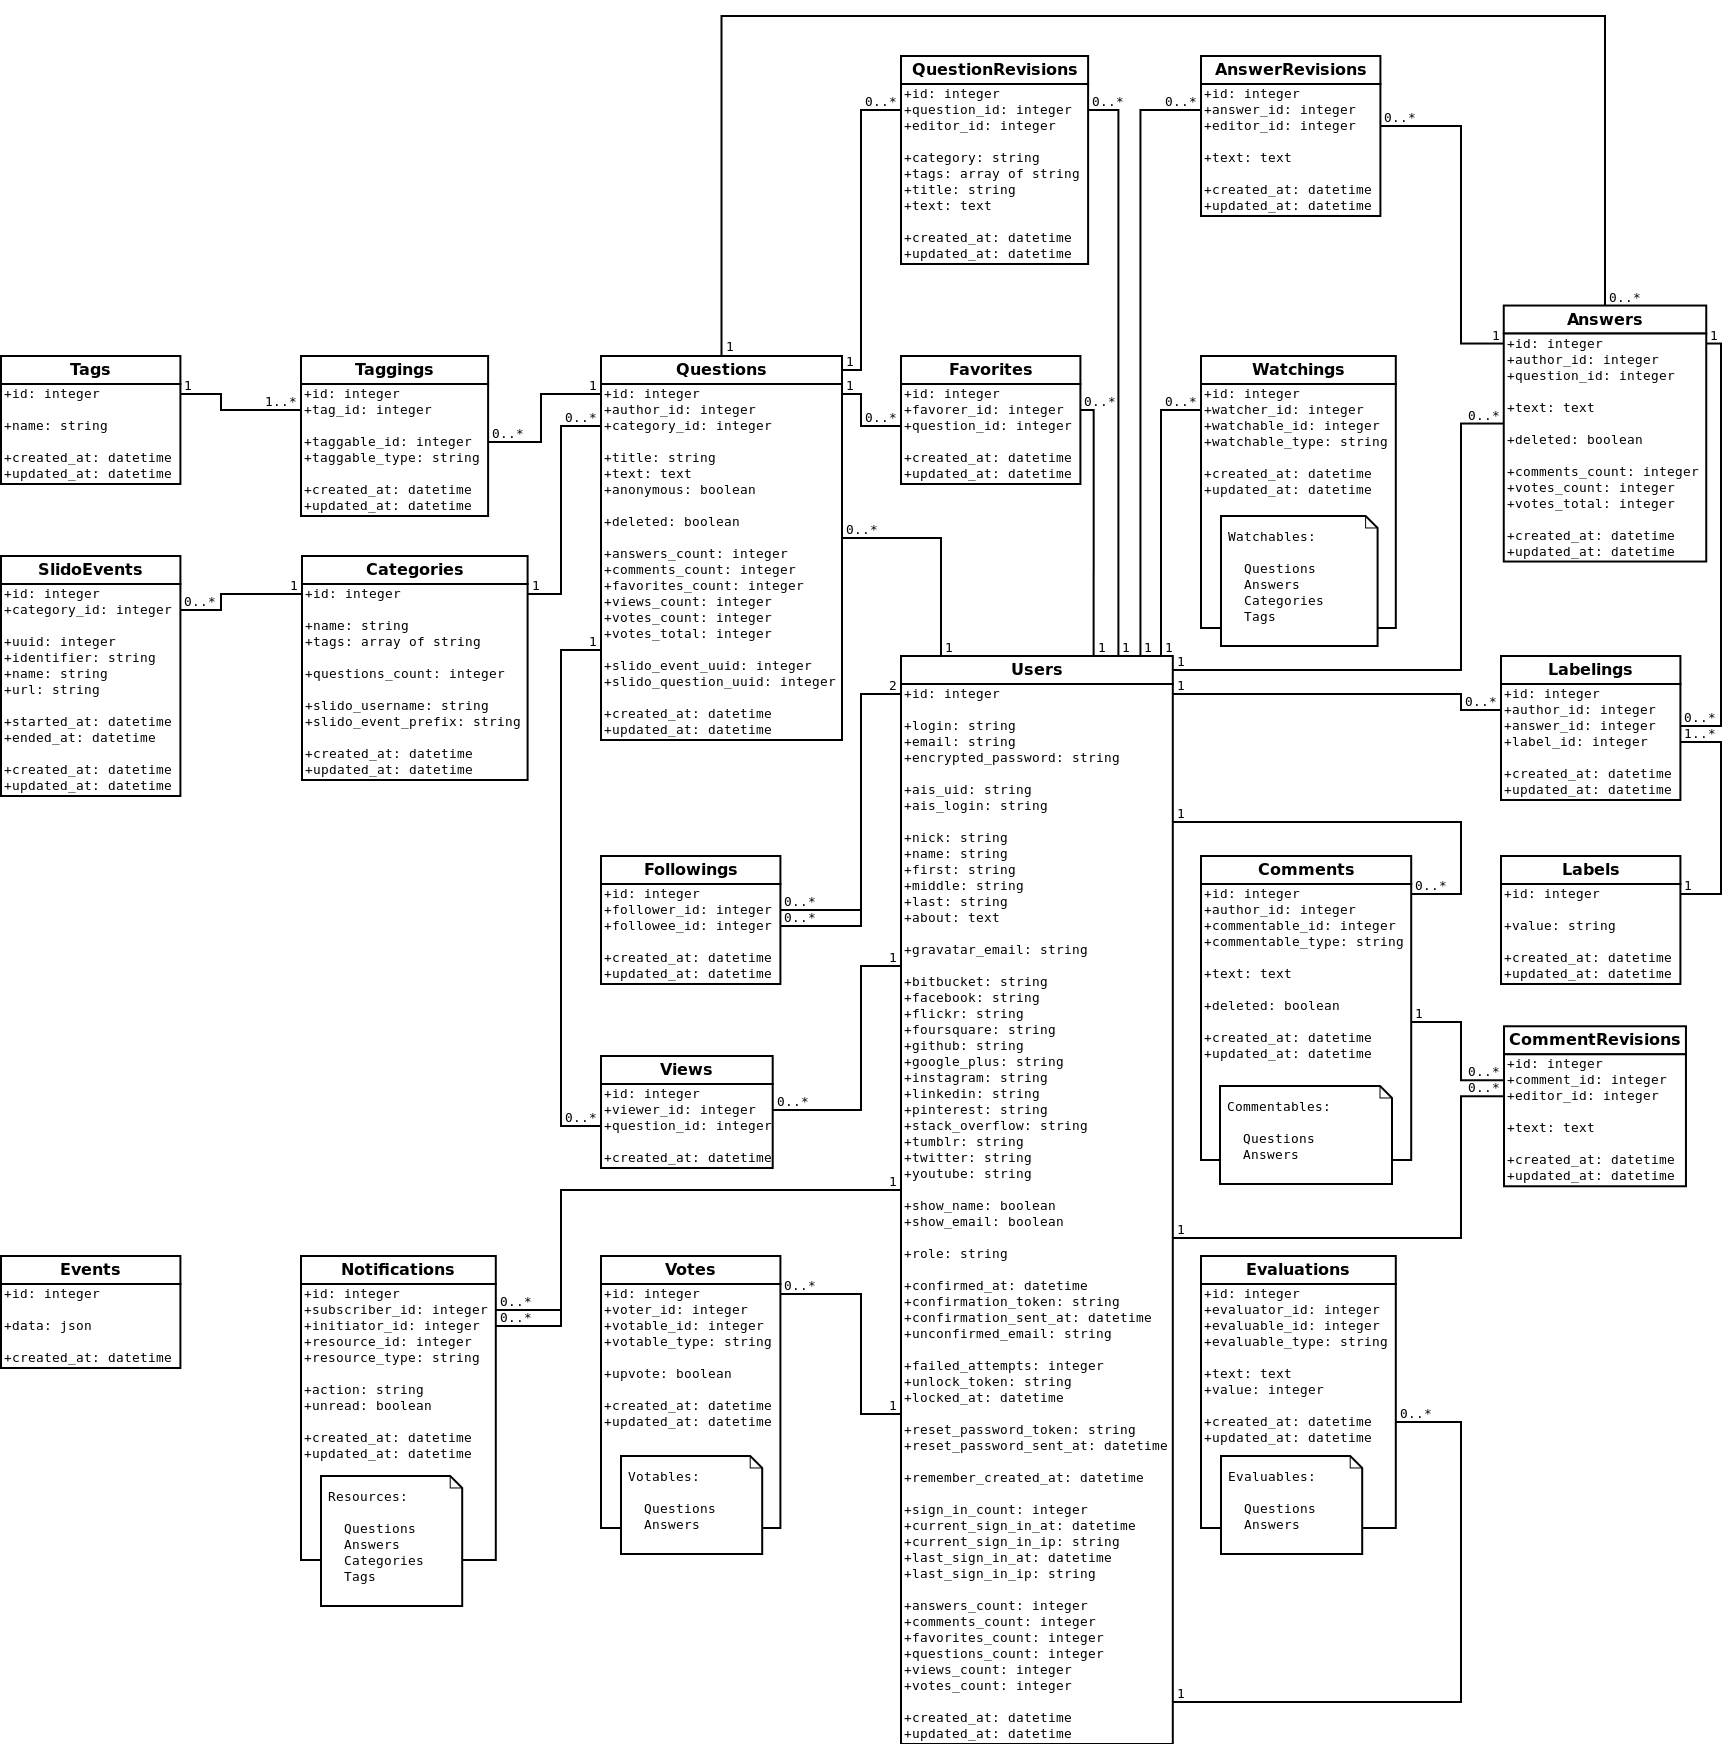 QuestionRevisions
+id: integer
+question_id: integer
+editor_id: integer
+category: string
+tags: array of string
+title: string
+text: text
+created_at: datetime
+updated_at: datetime
0..*
0..*
AnswerRevisions
+id: integer
+answer_id: integer
+editor_id: integer
+text: text
+created_at: datetime
+updated_at: datetime
0..*
0..*
Answers
+id: integer
+author_id: integer
+question_id: integer
+text: text
+deleted: boolean
+comments_count: integer
+votes_count: integer
+votes_total: integer
+created_at: datetime
+updated_at: datetime
0..*
1
1
0..*
Tags
+id: integer
+name: string
+created_at: datetime
+updated_at: datetime
1
1..*
Taggings
+id: integer
+tag_id: integer
+taggable_id: integer
+taggable_type: string
+created_at: datetime
+updated_at: datetime
0..*
1
0..*
Questions
+id: integer
+author_id: integer
+category_id: integer
+title: string
+text: text
+anonymous: boolean
+deleted: boolean
+answers_count: integer
+comments_count: integer
+favorites_count: integer
+views_count: integer
+votes_count: integer
+votes_total: integer
+slido_event_uuid: integer
+slido_question_uuid: integer
+created_at: datetime
+updated_at: datetime
1
1
1
0..*
1
Favorites
+id: integer
+favorer_id: integer
+question_id: integer
+created_at: datetime
+updated_at: datetime
0..*
0..*
Watchings
+id: integer
+watcher_id: integer
+watchable_id: integer
+watchable_type: string
+created_at: datetime
+updated_at: datetime
Watchables:
Questions
Answers
Categories
Tags
0..*
SlidoEvents
+id: integer
+category_id: integer
+uuid: integer
+identifier: string
+name: string
+url: string
+started_at: datetime
+ended_at: datetime
+created_at: datetime
+updated_at: datetime
0..*
1
Categories
+id: integer
+name: string
+tags: array of string
+questions_count: integer
+slido_username: string
+slido_event_prefix: string
+created_at: datetime
+updated_at: datetime
1
Users
+id: integer
+login: string
+email: string
+encrypted_password: string
+ais_uid: string
+ais_login: string
+nick: string
+name: string
+first: string
+middle: string
+last: string
+about: text
+gravatar_email: string
+bitbucket: string
+facebook: string
+flickr: string
+foursquare: string
+github: string
+google_plus: string
+instagram: string
+linkedin: string
+pinterest: string
+stack_overflow: string
+tumblr: string
+twitter: string
+youtube: string
+show_name: boolean
+show_email: boolean
+role: string
+confirmed_at: datetime
+confirmation_token: string
+confirmation_sent_at: datetime
+unconfirmed_email: string
+failed_attempts: integer
+unlock_token: string
+locked_at: datetime
+reset_password_token: string
+reset_password_sent_at: datetime
+remember_created_at: datetime
+sign_in_count: integer
+current_sign_in_at: datetime
+current_sign_in_ip: string
+last_sign_in_at: datetime
+last_sign_in_ip: string
+answers_count: integer
+comments_count: integer
+favorites_count: integer
+questions_count: integer
+views_count: integer
+votes_count: integer
+created_at: datetime
+updated_at: datetime
1
1
1
1
1
1
1
1
1
1
2
1
1
1
Labelings
+id: integer
+author_id: integer
+answer_id: integer
+label_id: integer
+created_at: datetime
+updated_at: datetime
0..*
0..*
1..*
Followings
+id: integer
+follower_id: integer
+followee_id: integer
+created_at: datetime
+updated_at: datetime
0..*
0..*
Comments
+id: integer
+author_id: integer
+commentable_id: integer
+commentable_type: string
+text: text
+deleted: boolean
+created_at: datetime
+updated_at: datetime
Commentables:
Questions
Answers
0..*
1
Labels
+id: integer
+value: string
+created_at: datetime
+updated_at: datetime
1
CommentRevisions
+id: integer
+comment_id: integer
+editor_id: integer
+text: text
+created_at: datetime
+updated_at: datetime
0..*
0..*
Views
+id: integer
+viewer_id: integer
+question_id: integer
+created_at: datetime
0..*
0..*
Events
+id: integer
+data: json
+created_at: datetime
Notifications
+id: integer
+subscriber_id: integer
+initiator_id: integer
+resource_id: integer
+resource_type: string
+action: string
+unread: boolean
+created_at: datetime
+updated_at: datetime
Resources:
Questions
Answers
Categories
Tags
0..*
0..*
Votes
+id: integer
+voter_id: integer
+votable_id: integer
+votable_type: string
+upvote: boolean
+created_at: datetime
+updated_at: datetime
Votables:
Questions
Answers
0..*
Evaluations
+id: integer
+evaluator_id: integer
+evaluable_id: integer
+evaluable_type: string
+text: text
+value: integer
+created_at: datetime
+updated_at: datetime
Evaluables:
Questions
Answers
0..*